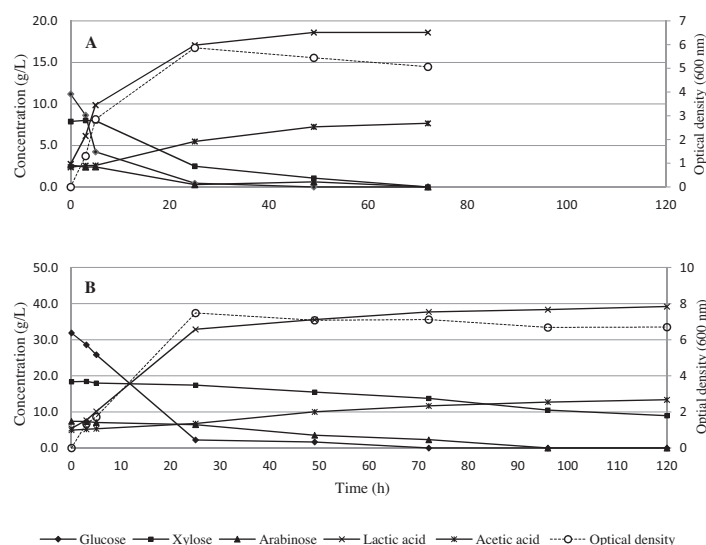 20.0
15.0
10.0
5.0
0.0
Concentration (g/L)
A
7
6
5
4
3
2
1
0
Optical density (600 nm)
0 20 40 60 80 100 120
50.0
40.0
30.0
20.0
10.0
0.0
Concentration (g/L)
B
10
8
6
4
2
0
Optial density (600 nm)
0 10 20 30 40 50 60 70 80 90 100 110 120
Time (h)
Glucose Xylose Arabinose Lactic acid Acetic acid Optical density